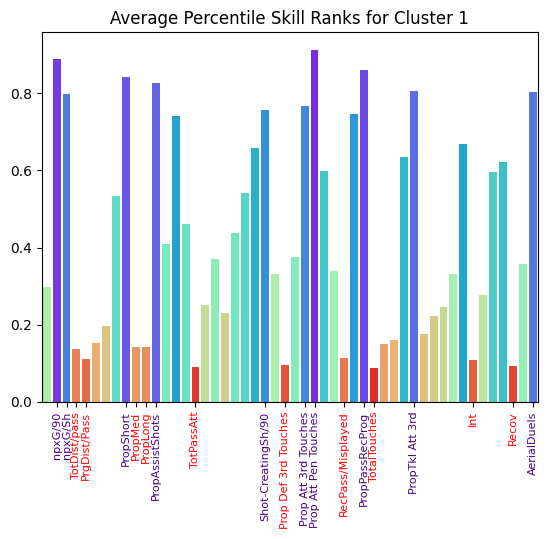 Average Percentile Skill Ranks for Cluster 1
0.8
0.6
0.4
0.2
0.0
npxG/90
npxG/Sh
TotDist/pass
PrgDist/Pass
PropShort
PropMed
PropLong
PropAssistShots
TotPassAtt
Shot-CreatingSh/90
Prop Def 3rd Touches
Prop Att 3rd Touches
Prop Att Pen Touches
RecPass/Misplayed
PropPassRecProg
TotalTouches
PropTkl Att 3rd
Int
Recov
AerialDuels